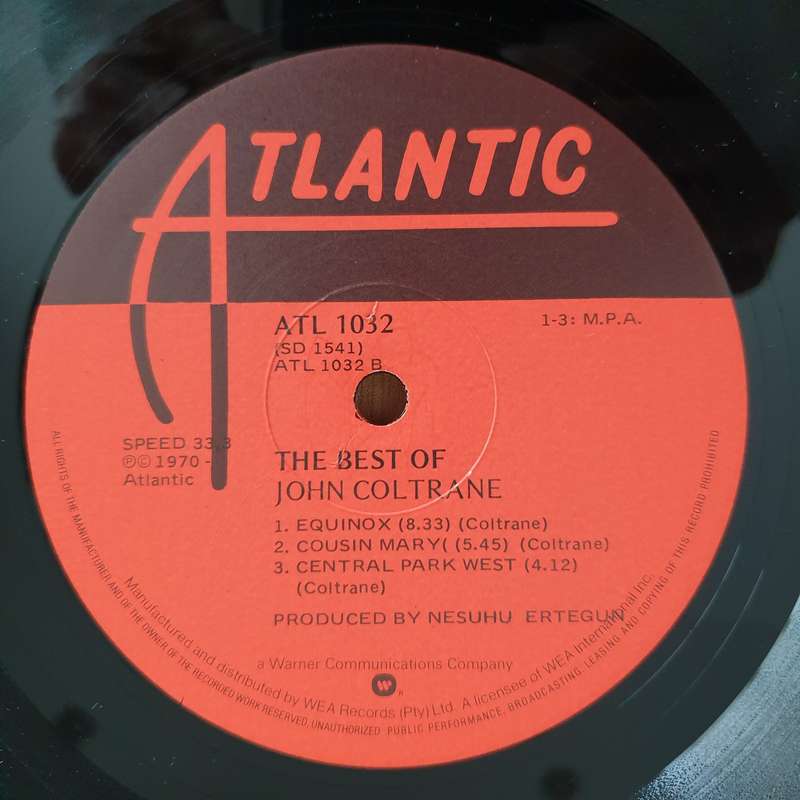 ATLANTIC
ATL 1032
1-3: M.P.A.
(SD 1541)
ATL 1032 B
SPEED 33,3
℗© 1970 -
Atlantic
THE BEST OF
JOHN COLTRANE
1. EQUINOX (8.33) (Coltrane)
2. COUSIN MARY( (5.45) (Coltrane)
3. CENTRAL PARK WEST (4.12)
(Coltrane)
PRODUCED BY NESUHU ERTEGUN
a Warner Communications Company
Manufactured and distributed by WEA Records (Pty) Ltd. A licensee of WEA International Inc.
ALL RIGHTS OF THE MANUFACTURER AND OF THE OWNER OF THE RECORDED WORK RESERVED, UNAUTHORIZED PUBLIC PERFORMANCE, BROADCASTING, LEASING AND COPYING OF THIS RECORD PROHIBITED